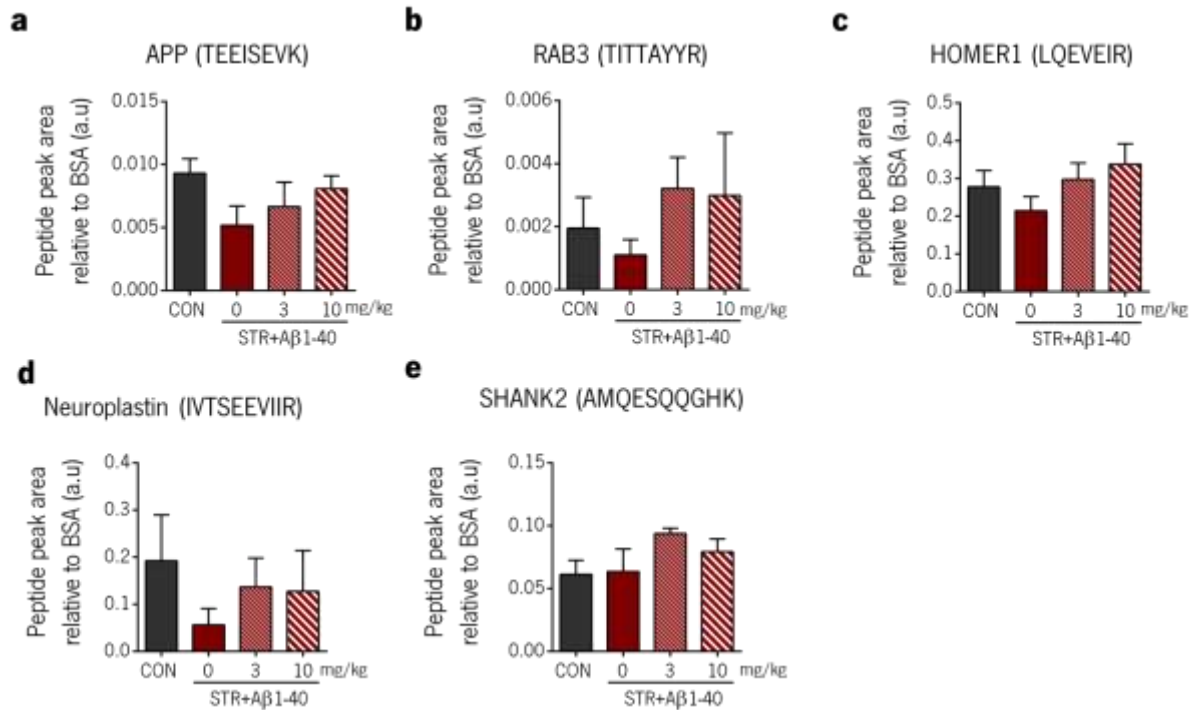 a
APP (TEEISEVK)
Peptide peak area
relative to BSA (a.u)
0.015
0.010
0.005
0.000
CON 0 3 10 mg/kg
STR+Aβ1-40
b
RAB3 (TITTAYYR)
Peptide peak area
relative to BSA (a.u)
0.006
0.004
0.002
0.000
CON 0 3 10 mg/kg
STR+Aβ1-40
c
HOMER1 (LQEVEIR)
Peptide peak area
relative to BSA (a.u)
0.5
0.4
0.3
0.2
0.1
0.0
CON 0 3 10 mg/kg
STR+Aβ1-40
d
Neuroplastin (IVTSEEVIIR)
Peptide peak area
relative to BSA (a.u)
0.4
0.3
0.2
0.1
0.0
CON 0 3 10 mg/kg
STR+Aβ1-40
e
SHANK2 (AMQESQQGHK)
Peptide peak area
relative to BSA (a.u)
0.15
0.10
0.05
0.00
CON 0 3 10 mg/kg
STR+Aβ1-40